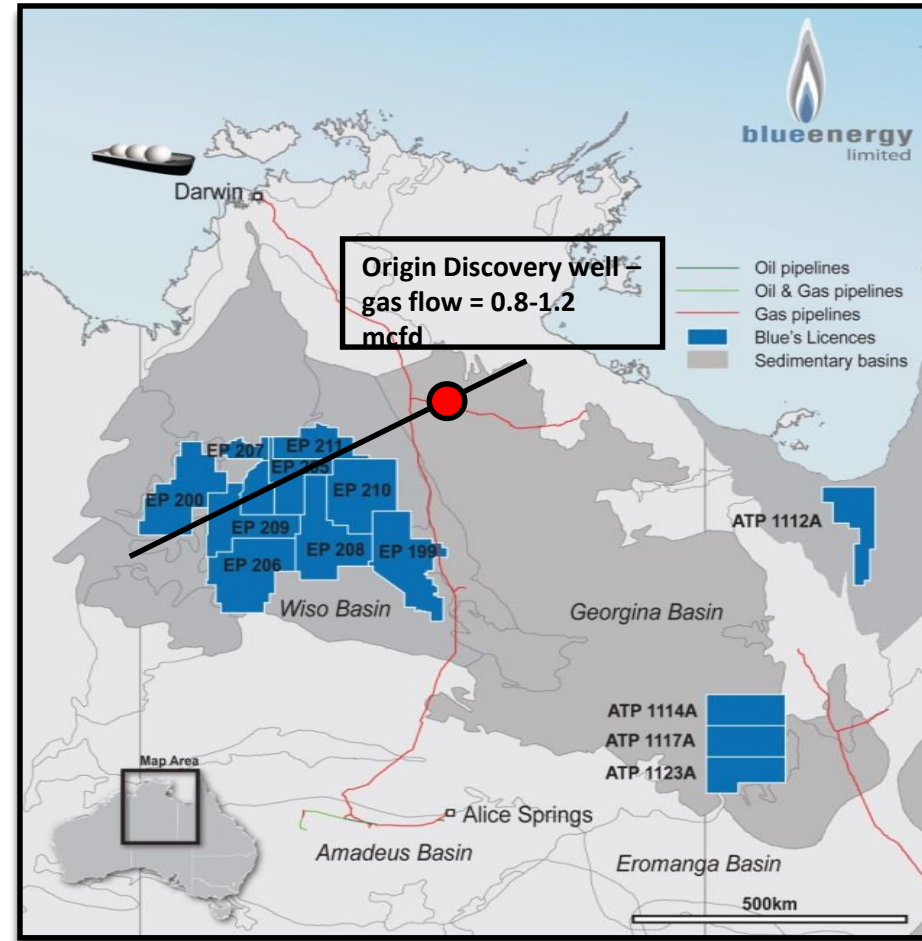 blueenergy
limited
Darwin
Origin Discovery well –
gas flow = 0.8-1.2
mcfd
Oil pipelines
Oil & Gas pipelines
Gas pipelines
Blue's Licences
Sedimentary basins
EP 207
EP 211
EP 205
EP 200
EP 210
ATP 1112A
EP 209
EP 208
EP 199
EP 206
Wiso Basin
Georgina Basin
ATP 1114A
ATP 1117A
ATP 1123A
Map Area
Alice Springs
Amadeus Basin
Eromanga Basin
500km